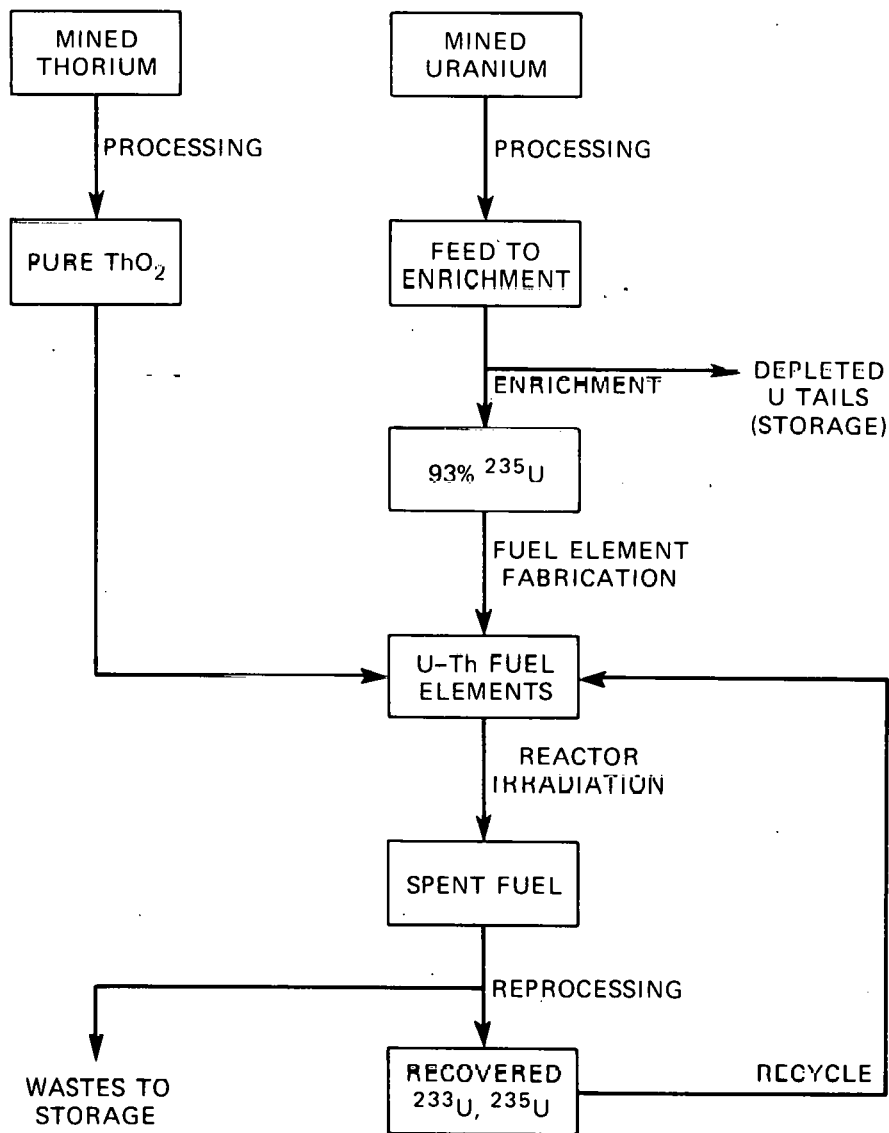 MINED
THORIUM
MINED
URANIUM
PROCESSING
PROCESSING
PURE ThO₂
FEED TO
ENRICHMENT
ENRICHMENT
DEPLETED
U TAILS
(STORAGE)
93% ²³⁵U
FUEL ELEMENT
FABRICATION
U-Th FUEL
ELEMENTS
REACTOR
IRRADIATION
SPENT FUEL
REPROCESSING
WASTES TO
STORAGE
RECOVERED
²³³U, ²³⁵U
RECYCLE